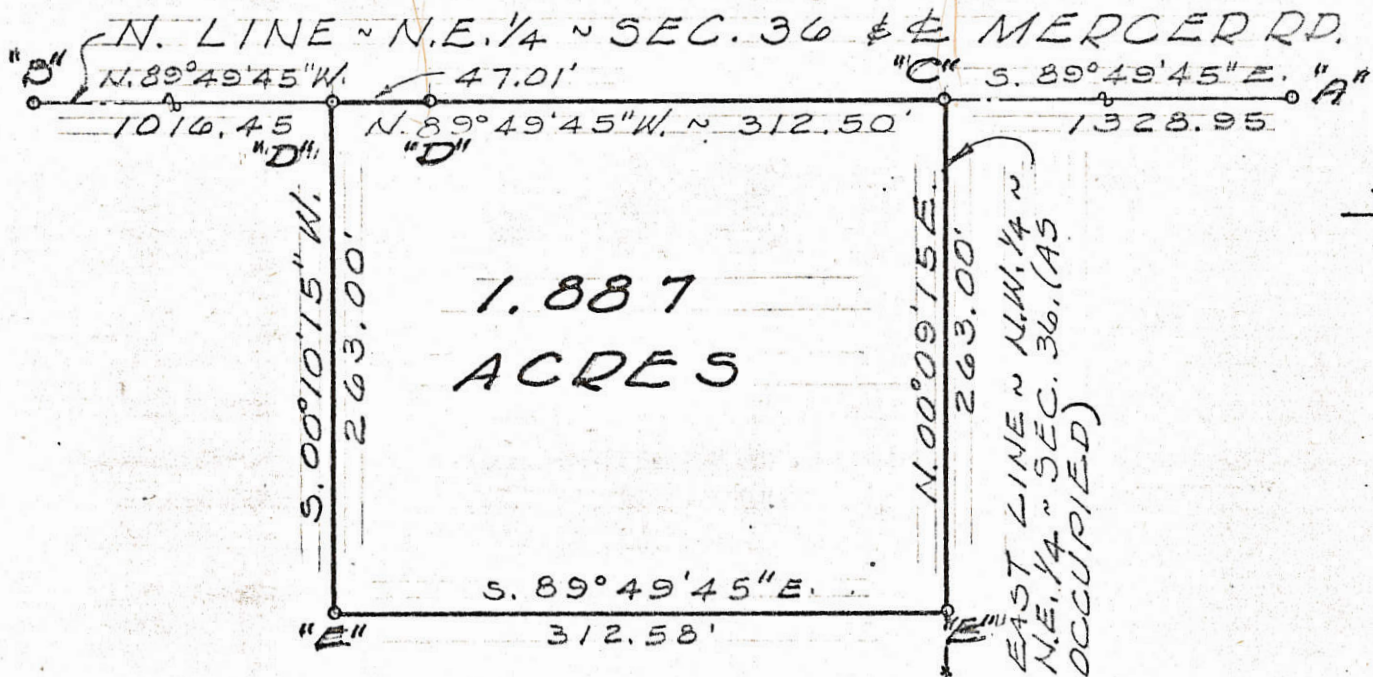 N. LINE ~ N.E. 1/4 ~ SEC. 36 & ℄ MERCER RD.
"B" N. 89°49'45"W. 47.01' "C" S. 89°49'45"E. "A"
1016.45 N. 89°49'45"W. ~ 312.50' 1328.95
"D" "D"
S. 00°10'15" W.
263.00'
1.887
ACRES
N. 00°09'15 E.
263.00'
EAST LINE ~ N.W. 1/4 ~
N.E. 1/4 ~ SEC. 36. (AS
OCCUPIED)
S. 89°49'45"E.
"E" 312.58' "E"